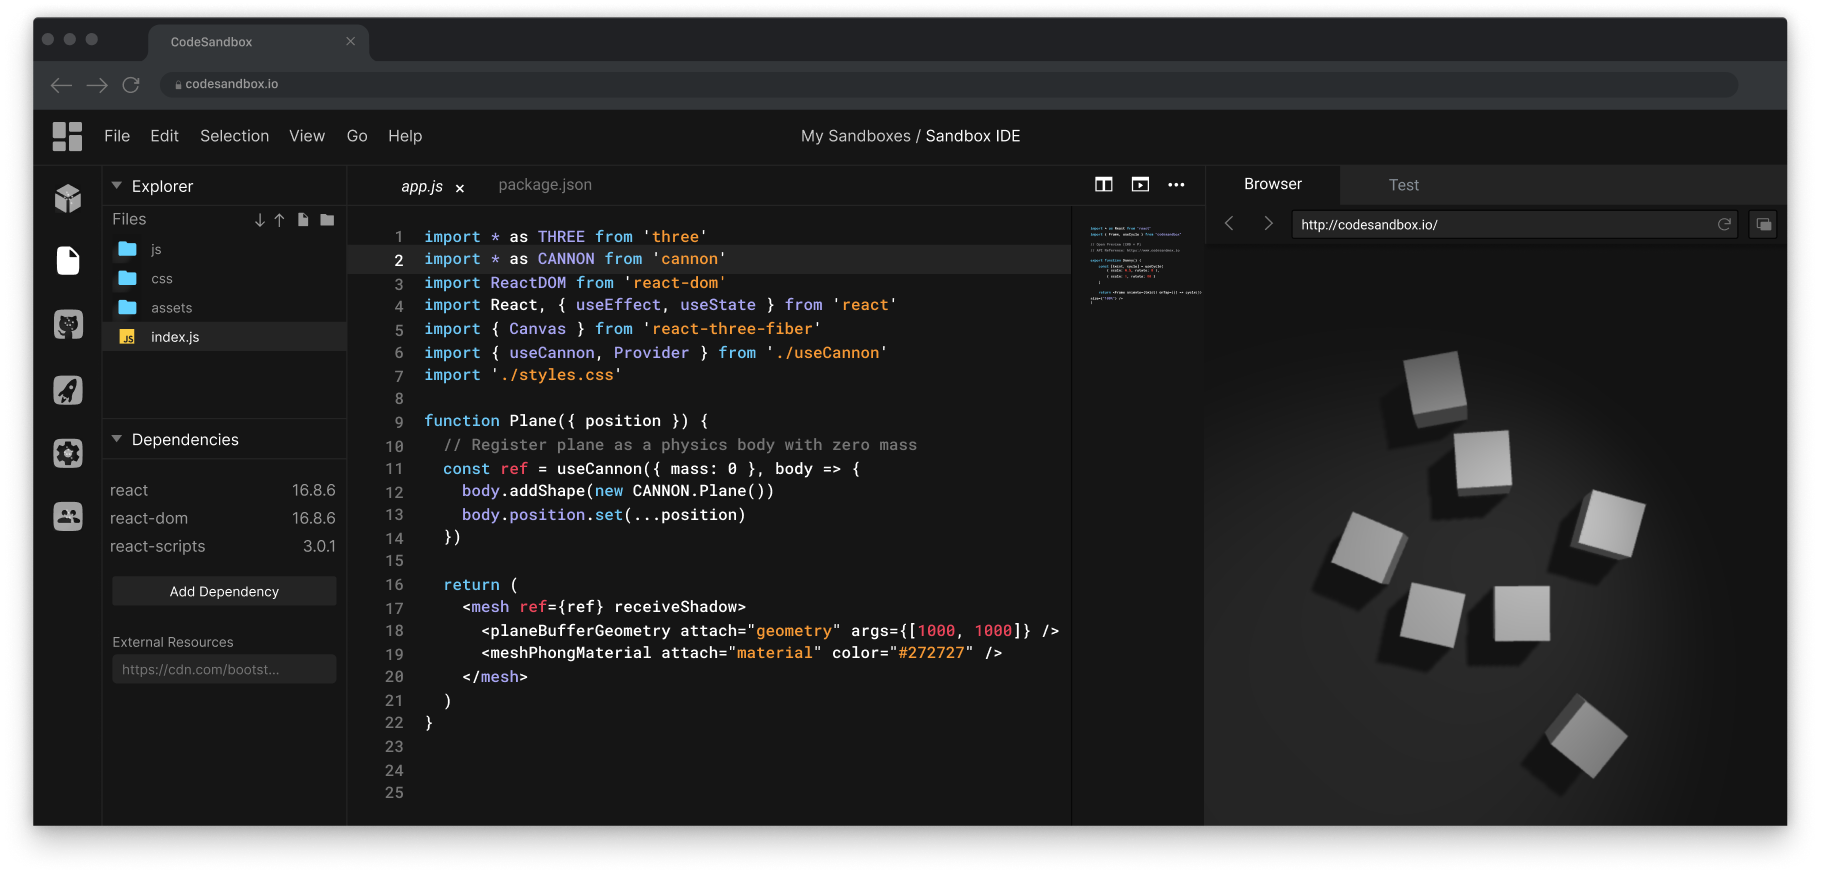 CodeSandbox
codesandbox.io
File Edit Selection View Go Help
My Sandboxes / Sandbox IDE
Explorer
Files
js
css
assets
JS index.js
Dependencies
react 16.8.6
react-dom 16.8.6
react-scripts 3.0.1
Add Dependency
External Resources
https://cdn.com/bootst...
app.js package.json
1 import * as THREE from 'three'
2 import * as CANNON from 'cannon'
3 import ReactDOM from 'react-dom'
4 import React, { useEffect, useState } from 'react'
5 import { Canvas } from 'react-three-fiber'
6 import { useCannon, Provider } from './useCannon'
7 import './styles.css'
8
9 function Plane({ position }) {
10 // Register plane as a physics body with zero mass
11 const ref = useCannon({ mass: 0 }, body => {
12 body.addShape(new CANNON.Plane())
13 body.position.set(...position)
14 })
15
16 return (
17 <mesh ref={ref} receiveShadow>
18 <planeBufferGeometry attach="geometry" args={[1000, 1000]} />
19 <meshPhongMaterial attach="material" color="#272727" />
20 </mesh>
21 )
22 }
23
24
25
import * as React from "react"
Browser Test
http://codesandbox.io/